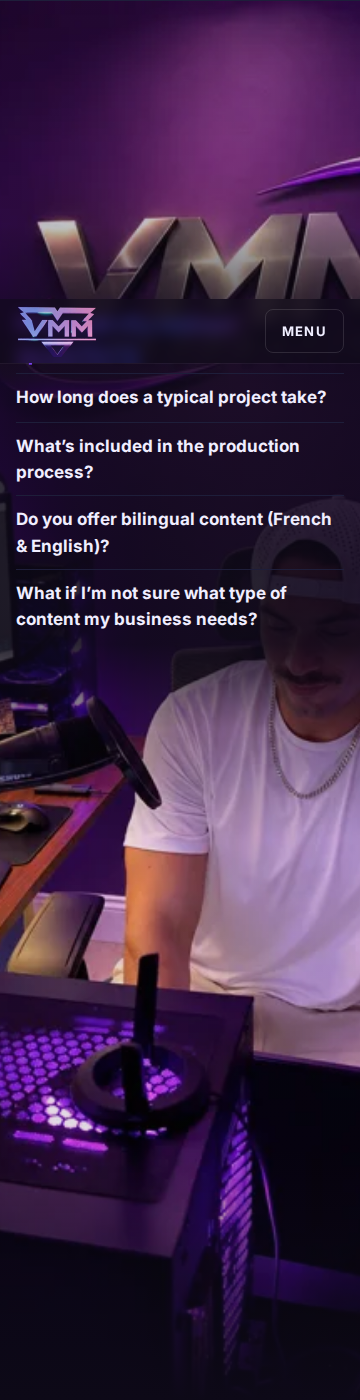 VMM
VMM
MENU
How long does a typical project take?
What’s included in the production
process?
Do you offer bilingual content (French
& English)?
What if I’m not sure what type of
content my business needs?